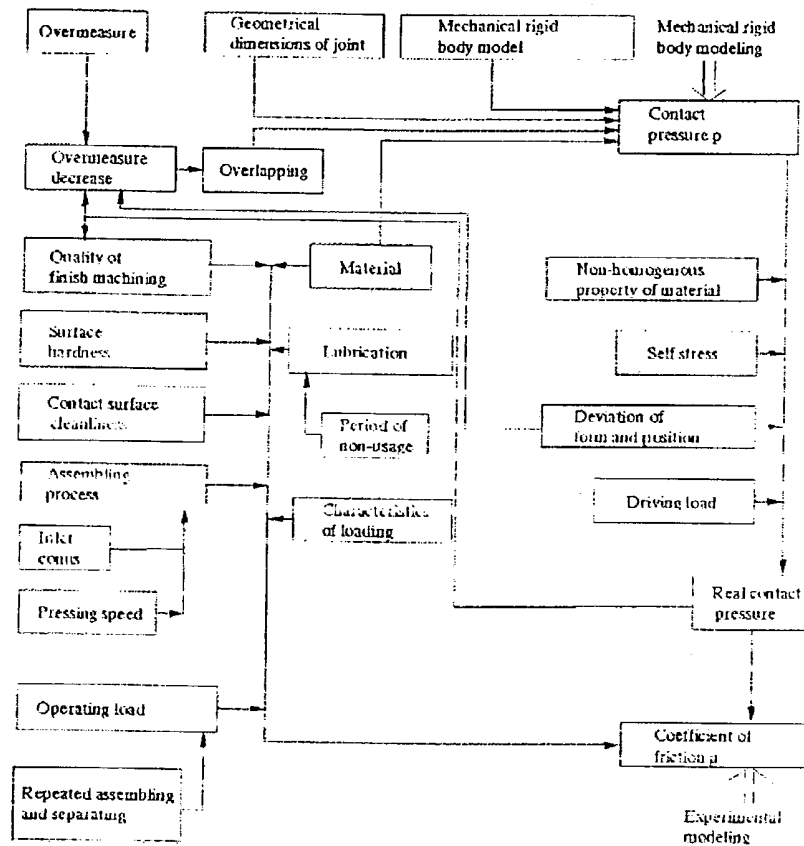 Overmeasure
Geometrical
dimensions of joint
Mechanical rigid
body model
Mechanical rigid
body modeling
Contact
pressure p
Overmeasure
decrease
Overlapping
Quality of
finish machining
Material
Non-homogenous
property of material
Surface
hardness
Lubrication
Self stress
Contact surface
cleanliness
Period of
non-usage
Deviation of
form and position
Assembling
process
Characteristics
of loading
Driving load
Inlet
conus
Pressing speed
Real contact
pressure
Operating load
Coefficient of
friction μ
Repeated assembling
and separating
Experimental
modeling